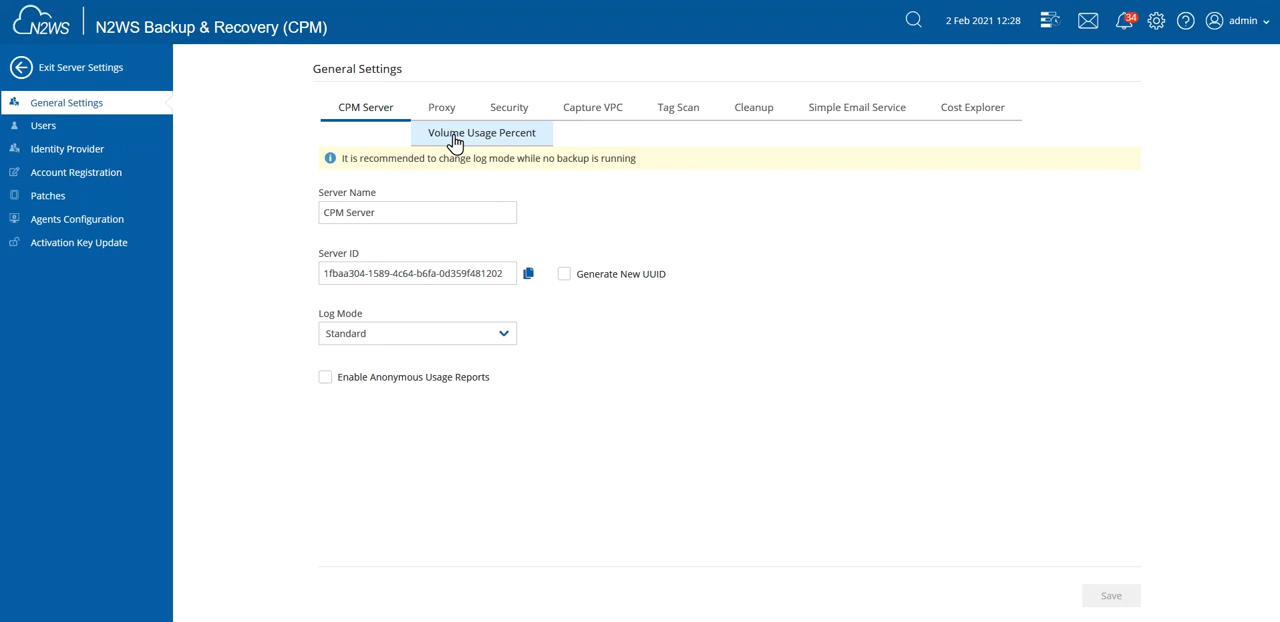 N2WS
N2WS Backup & Recovery (CPM)
2 Feb 2021 12:28
34
admin
Exit Server Settings
General Settings
Users
Identity Provider
Account Registration
Patches
Agents Configuration
Activation Key Update
General Settings
CPM Server Proxy Security Capture VPC Tag Scan Cleanup Simple Email Service Cost Explorer
Volume Usage Percent
It is recommended to change log mode while no backup is running
Server Name
CPM Server
Server ID
1fbaa304-1589-4c64-b6fa-0d359f481202
Generate New UUID
Log Mode
Standard
Enable Anonymous Usage Reports
Save